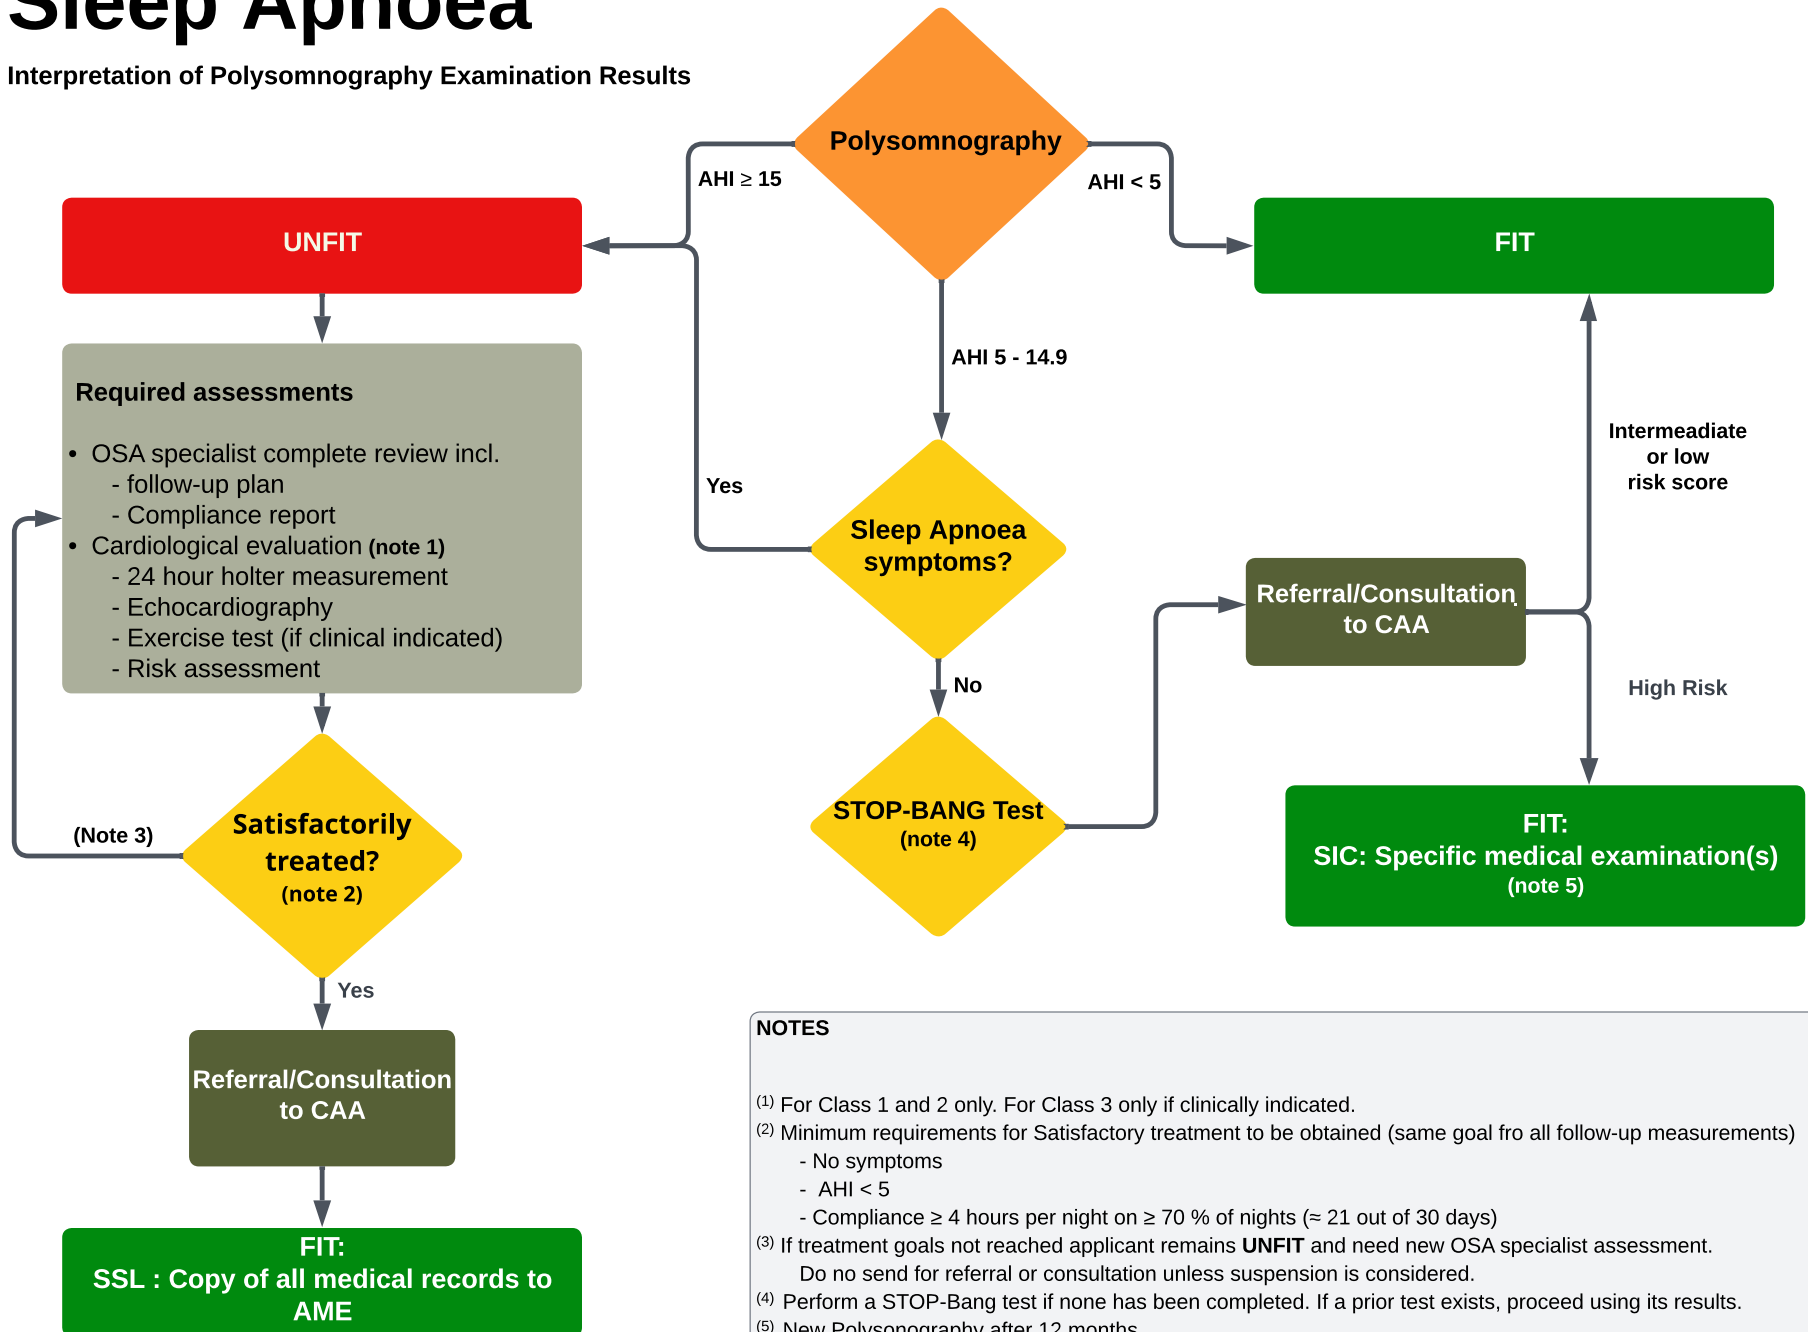 Sleep Apnoea
Interpretation of Polysomnography Examination Results
Polysomnography
AHI ≥ 15
AHI < 5
UNFIT
FIT
AHI 5 - 14.9
Required assessments
• OSA specialist complete review incl.
- follow-up plan
- Compliance report
• Cardiological evaluation (note 1)
- 24 hour holter measurement
- Echocardiography
- Exercise test (if clinical indicated)
- Risk assessment
Yes
Sleep Apnoea
symptoms?
Intermeadiate
or low
risk score
Referral/Consultation
to CAA
No
High Risk
STOP-BANG Test
(note 4)
(Note 3)
Satisfactorily
treated?
(note 2)
FIT:
SIC: Specific medical examination(s)
(note 5)
Yes
Referral/Consultation
to CAA
FIT:
SSL : Copy of all medical records to
AME
NOTES
(1) For Class 1 and 2 only. For Class 3 only if clinically indicated.
(2) Minimum requirements for Satisfactory treatment to be obtained (same goal fro all follow-up measurements)
- No symptoms
- AHI < 5
- Compliance ≥ 4 hours per night on ≥ 70 % of nights (≈ 21 out of 30 days)
(3) If treatment goals not reached applicant remains UNFIT and need new OSA specialist assessment.
Do no send for referral or consultation unless suspension is considered.
(4) Perform a STOP-Bang test if none has been completed. If a prior test exists, proceed using its results.
(5) New Polysonography after 12 months